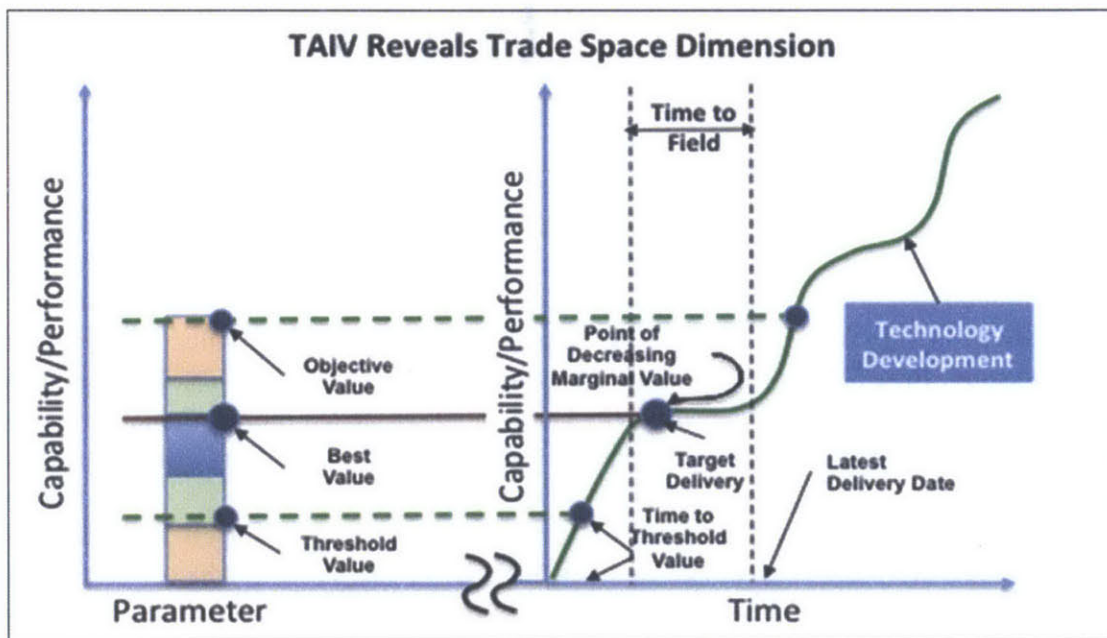 TAIV Reveals Trade Space Dimension
Capability/Performance
Objective
Value
Best
Value
Threshold
Value
Parameter
Capability/Performance
Time to
Field
Point of
Decreasing
Marginal Value
Target
Delivery
Time to
Threshold
Value
Technology
Development
Latest
Delivery Date
Time